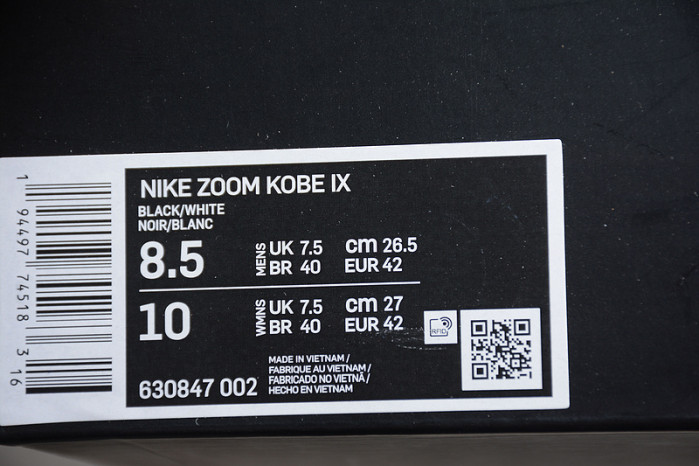 NIKE ZOOM KOBE IX
BLACK/WHITE
NOIR/BLANC
8.5 MENS UK 7.5 cm 26.5
BR 40 EUR 42
10 WMNS UK 7.5 cm 27
BR 40 EUR 42
RFID
630847 002
MADE IN VIETNAM /
FABRIQUE AU VIETNAM /
FABRICADO NO VIETNÃ /
HECHO EN VIETNAM
1 94497 74518 3 16